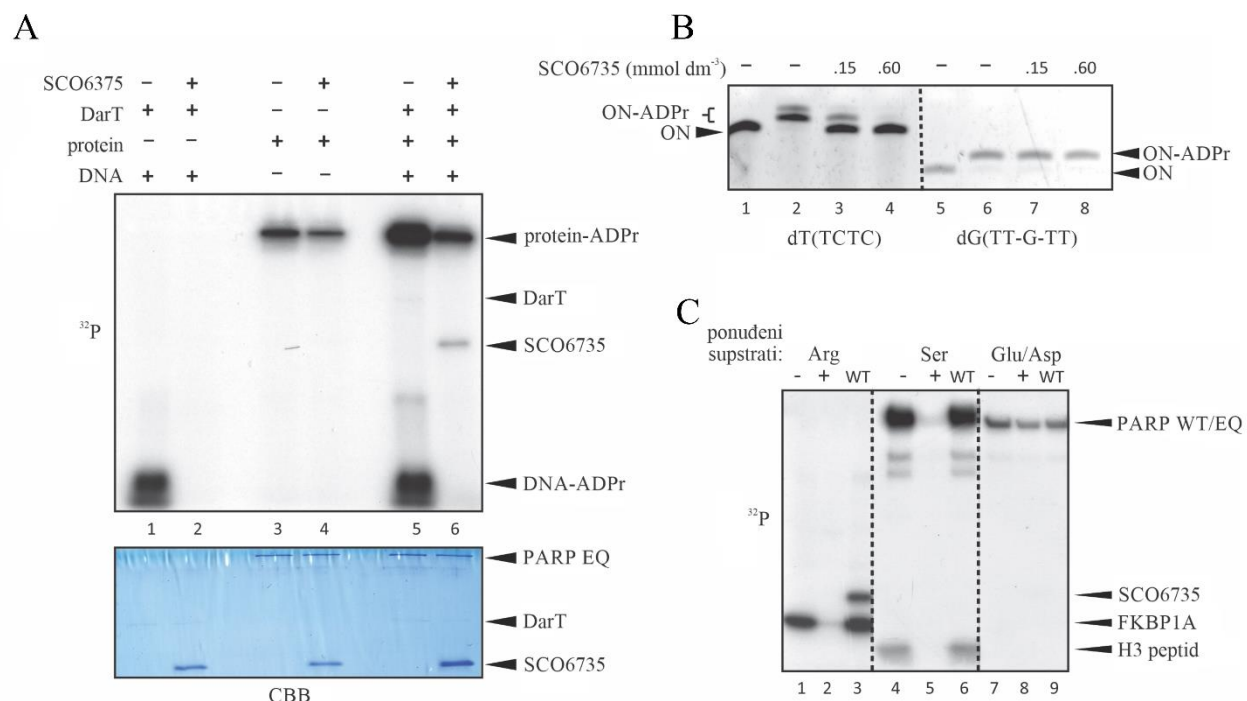 A
SCO6375 – + – + – +
DarT + + – – + +
protein – – + + + +
DNA + + – – + +
protein-ADPr
DarT
³²P
SCO6735
DNA-ADPr
1 2 3 4 5 6
PARP EQ
DarT
SCO6735
CBB
B
SCO6735 (mmol dm⁻³) – – .15 .60 – – .15 .60
ON-ADPr
ON
ON-ADPr
ON
1 2 3 4 5 6 7 8
dT(TCTC) dG(TT-G-TT)
C
ponuđeni
supstrati: Arg Ser Glu/Asp
- + WT - + WT - + WT
PARP WT/EQ
³²P
SCO6735
FKBP1A
H3 peptid
1 2 3 4 5 6 7 8 9